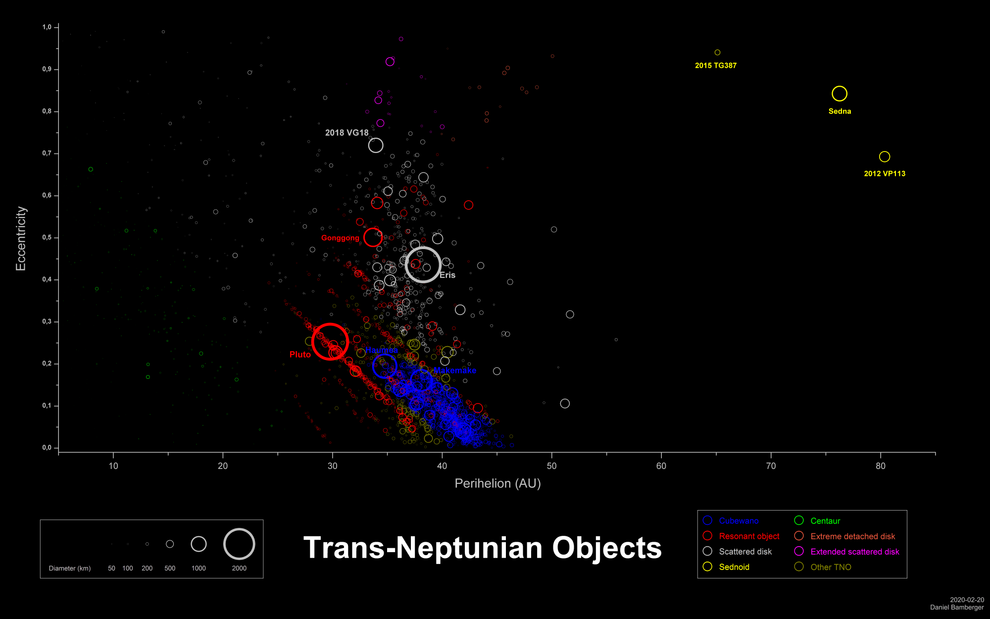 1,0
0,9
0,8
0,7
0,6
0,5
0,4
0,3
0,2
0,1
0,0
Eccentricity
2015 TG387
Sedna
2012 VP113
2018 VG18
Gonggong
Eris
Pluto
Haumea
Makemake
10 20 30 40 50 60 70 80
Perihelion (AU)
Trans-Neptunian Objects
Diameter (km) 50 100 200 500 1000 2000
Cubewano
Resonant object
Scattered disk
Sednoid
Centaur
Extreme detached disk
Extended scattered disk
Other TNO
2020-02-20
Daniel Bamberger